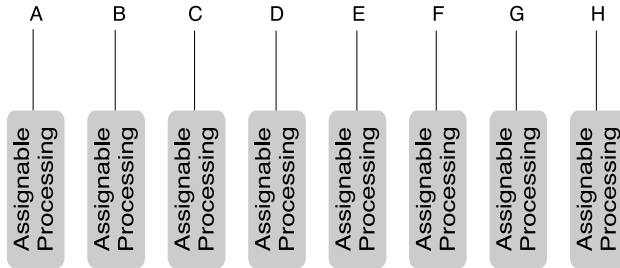 A B C D E F G H
Assignable
Processing
Assignable
Processing
Assignable
Processing
Assignable
Processing
Assignable
Processing
Assignable
Processing
Assignable
Processing
Assignable
Processing